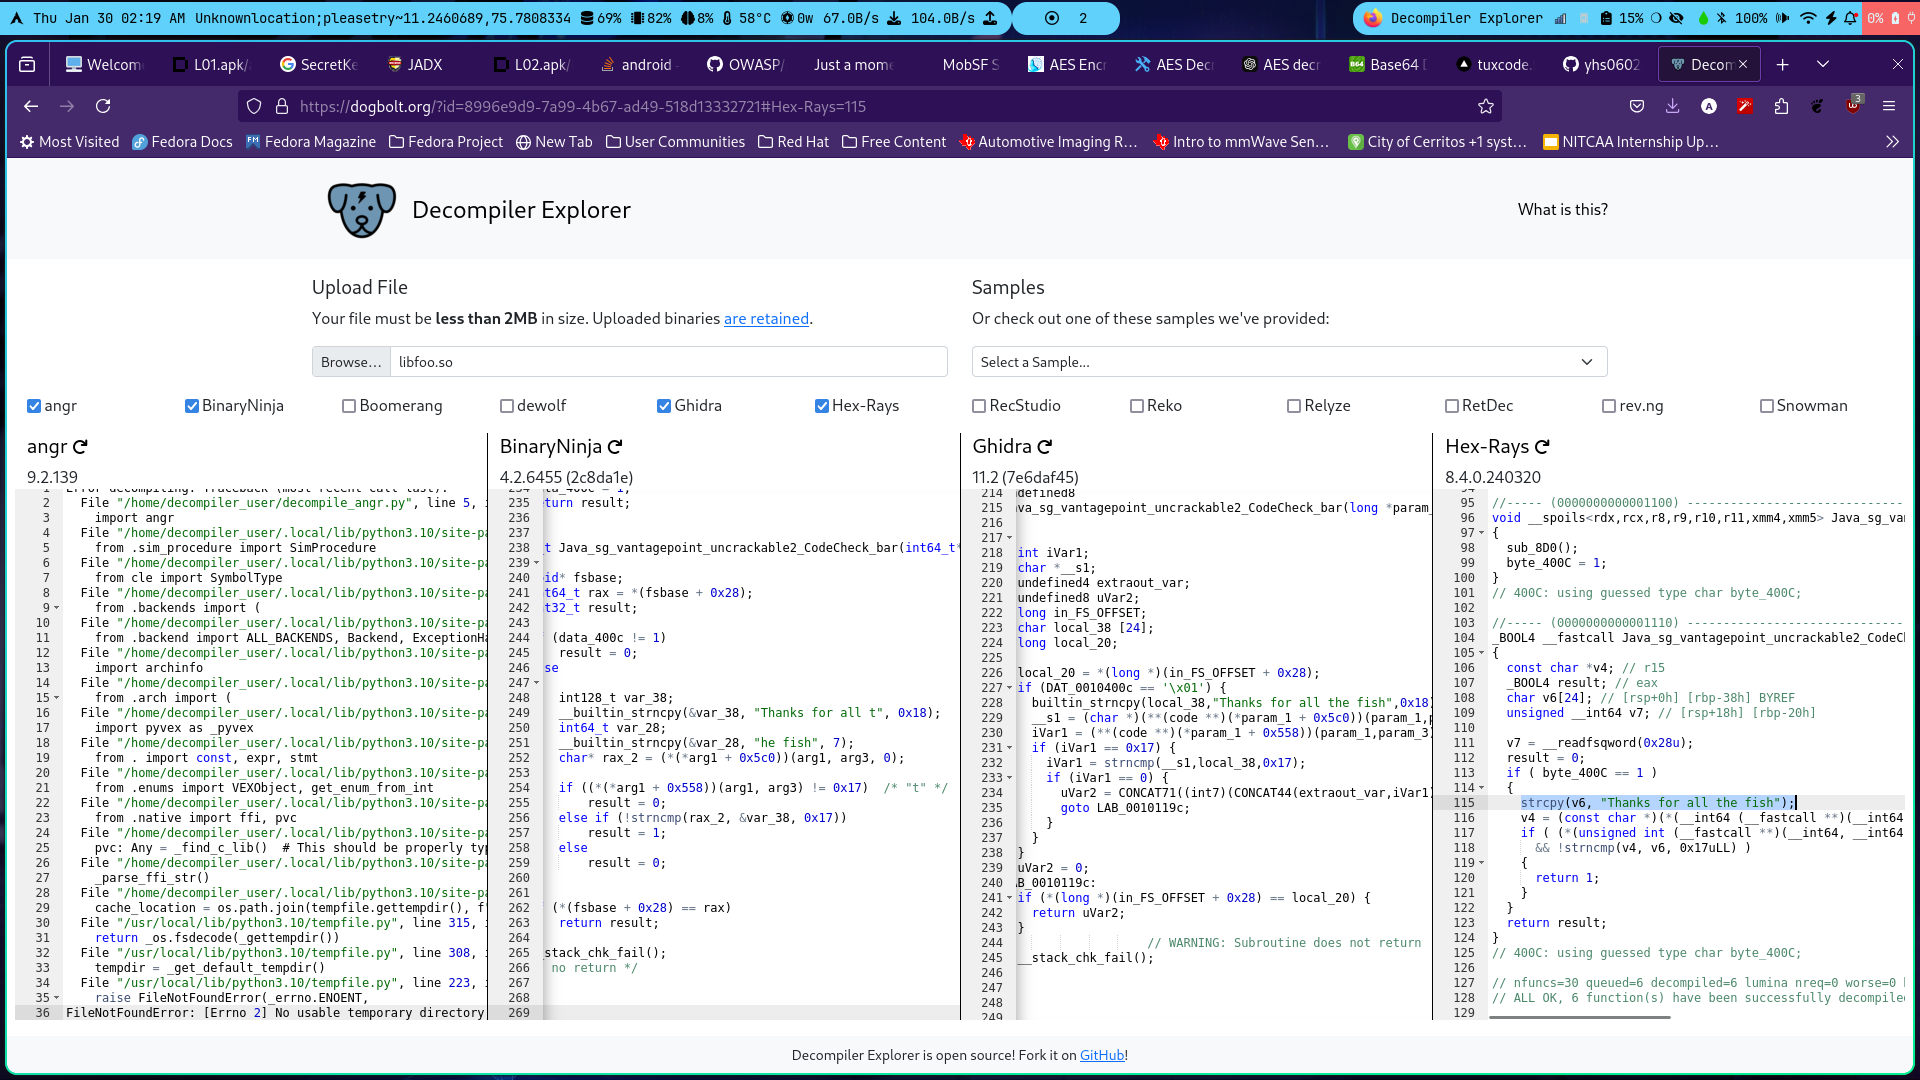 Thu Jan 30 02:19 AM Unknownlocation;pleasetry~11.2460689,75.7808334 69% 82% 8% 58°C 0w 67.0B/s 104.0B/s
2
Decompiler Explorer 15% 100% 0%
Welcom L01.apk/ SecretKe JADX L02.apk/ android OWASP/ Just a mome MobSF S AES Enc AES Dec AES decr Base64 tuxcode. yhs0602 Decom
https://dogbolt.org/?id=8996e9d9-7a99-4b67-ad49-518d13332721#Hex-Rays=115
3
Most Visited Fedora Docs Fedora Magazine Fedora Project New Tab User Communities Red Hat Free Content Automotive Imaging R… Intro to mmWave Sen… City of Cerritos +1 syst… NITCAA Internship Up…
Decompiler Explorer
What is this?
Upload File
Your file must be less than 2MB in size. Uploaded binaries are retained.
Browse… libfoo.so
Samples
Or check out one of these samples we've provided:
Select a Sample...
angr BinaryNinja Boomerang dewolf Ghidra Hex-Rays RecStudio Reko Relyze RetDec rev.ng Snowman
angr
9.2.139
2 File "/home/decompiler_user/decompile_angr.py", line 5, i
3 import angr
4 File "/home/decompiler_user/.local/lib/python3.10/site-pa
5 from .sim_procedure import SimProcedure
6 File "/home/decompiler_user/.local/lib/python3.10/site-pa
7 from cle import SymbolType
8 File "/home/decompiler_user/.local/lib/python3.10/site-pa
9 from .backends import (
10 File "/home/decompiler_user/.local/lib/python3.10/site-pa
11 from .backend import ALL_BACKENDS, Backend, ExceptionHa
12 File "/home/decompiler_user/.local/lib/python3.10/site-pa
13 import archinfo
14 File "/home/decompiler_user/.local/lib/python3.10/site-pa
15 from .arch import (
16 File "/home/decompiler_user/.local/lib/python3.10/site-pa
17 import pyvex as _pyvex
18 File "/home/decompiler_user/.local/lib/python3.10/site-pa
19 from . import const, expr, stmt
20 File "/home/decompiler_user/.local/lib/python3.10/site-pa
21 from .enums import VEXObject, get_enum_from_int
22 File "/home/decompiler_user/.local/lib/python3.10/site-pa
23 from .native import ffi, pvc
24 File "/home/decompiler_user/.local/lib/python3.10/site-pa
25 pvc: Any = _find_c_lib() # This should be properly typ
26 File "/home/decompiler_user/.local/lib/python3.10/site-pa
27 _parse_ffi_str()
28 File "/home/decompiler_user/.local/lib/python3.10/site-pa
29 cache_location = os.path.join(tempfile.gettempdir(), f"
30 File "/usr/local/lib/python3.10/tempfile.py", line 315, i
31 return _os.fsdecode(_gettempdir())
32 File "/usr/local/lib/python3.10/tempfile.py", line 308, i
33 tempdir = _get_default_tempdir()
34 File "/usr/local/lib/python3.10/tempfile.py", line 223, i
35 raise FileNotFoundError(_errno.ENOENT,
36 FileNotFoundError: [Errno 2] No usable temporary directory
BinaryNinja
4.2.6455 (2c8da1e)
235 turn result;
236
237
238 t Java_sg_vantagepoint_uncrackable2_CodeCheck_bar(int64_t*
239
240 id* fsbase;
241 t64_t rax = *(fsbase + 0x28);
242 t32_t result;
243
244 (data_400c != 1)
245 result = 0;
246 se
247
248 int128_t var_38;
249 __builtin_strncpy(&var_38, "Thanks for all t", 0x18);
250 int64_t var_28;
251 __builtin_strncpy(&var_28, "he fish", 7);
252 char* rax_2 = (*(*arg1 + 0x5c0))(arg1, arg3, 0);
253
254 if ((*(*arg1 + 0x558))(arg1, arg3) != 0x17) /* "t" */
255 result = 0;
256 else if (!strncmp(rax_2, &var_38, 0x17))
257 result = 1;
258 else
259 result = 0;
260
261
262 (*(fsbase + 0x28) == rax)
263 return result;
264
265 _stack_chk_fail();
266 no return */
267
268
269
Ghidra
11.2 (7e6daf45)
214 ndefined8
215 ava_sg_vantagepoint_uncrackable2_CodeCheck_bar(long *param_
216
217
218 int iVar1;
219 char *__s1;
220 undefined4 extraout_var;
221 undefined8 uVar2;
222 long in_FS_OFFSET;
223 char local_38 [24];
224 long local_20;
225
226 local_20 = *(long *)(in_FS_OFFSET + 0x28);
227 if (DAT_0010400c == '\x01') {
228 builtin_strncpy(local_38,"Thanks for all the fish",0x18)
229 __s1 = (char *)(**(code **)(*param_1 + 0x5c0))(param_1,p
230 iVar1 = (**(code **)(*param_1 + 0x558))(param_1,param_3)
231 if (iVar1 == 0x17) {
232 iVar1 = strncmp(__s1,local_38,0x17);
233 if (iVar1 == 0) {
234 uVar2 = CONCAT71((int7)(CONCAT44(extraout_var,iVar1)
235 goto LAB_0010119c;
236 }
237 }
238 }
239 uVar2 = 0;
240 B_0010119c:
241 if (*(long *)(in_FS_OFFSET + 0x28) == local_20) {
242 return uVar2;
243 }
244 // WARNING: Subroutine does not return
245 __stack_chk_fail();
246
247
248
249
Hex-Rays
8.4.0.240320
95 //----- (0000000000001100) ------------------------------
96 void __spoils<rdx,rcx,r8,r9,r10,r11,xmm4,xmm5> Java_sg_va
97 {
98 sub_8D0();
99 byte_400C = 1;
100 }
101 // 400C: using guessed type char byte_400C;
102
103 //----- (0000000000001110) ------------------------------
104 _BOOL4 __fastcall Java_sg_vantagepoint_uncrackable2_CodeC
105 {
106 const char *v4; // r15
107 _BOOL4 result; // eax
108 char v6[24]; // [rsp+0h] [rbp-38h] BYREF
109 unsigned __int64 v7; // [rsp+18h] [rbp-20h]
110
111 v7 = __readfsqword(0x28u);
112 result = 0;
113 if ( byte_400C == 1 )
114 {
115 strcpy(v6, "Thanks for all the fish");
116 v4 = (const char *)(*(__int64 (__fastcall **)(__int64
117 if ( (*(unsigned int (__fastcall **)(__int64, __int64
118 && !strncmp(v4, v6, 0x17uLL) )
119 {
120 return 1;
121 }
122 }
123 return result;
124 }
125 // 400C: using guessed type char byte_400C;
126
127 // nfuncs=30 queued=6 decompiled=6 lumina nreq=0 worse=0
128 // ALL OK, 6 function(s) have been successfully decompile
129
Decompiler Explorer is open source! Fork it on GitHub!